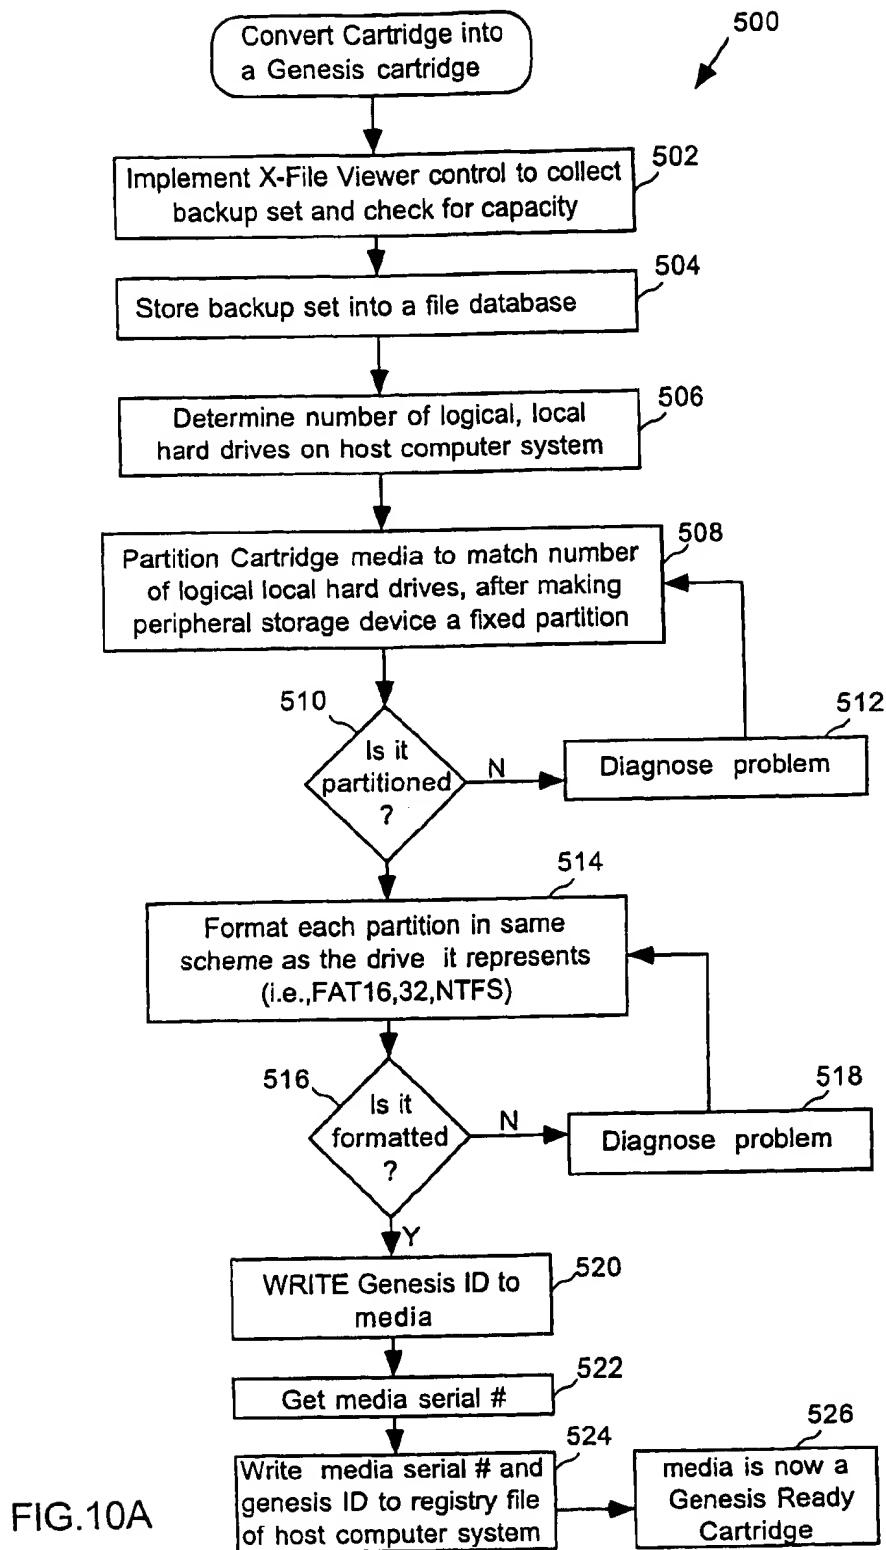 500
Convert Cartridge into
a Genesis cartridge
502
Implement X-File Viewer control to collect
backup set and check for capacity
504
Store backup set into a file database
506
Determine number of logical, local
hard drives on host computer system
508
Partition Cartridge media to match number
of logical local hard drives, after making
peripheral storage device a fixed partition
510
Is it
partitioned
?
N
512
Diagnose problem
514
Format each partition in same
scheme as the drive it represents
(i.e.,FAT16,32,NTFS)
516
Is it
formatted
?
N
518
Diagnose problem
Y
520
WRITE Genesis ID to
media
522
Get media serial #
524
Write media serial # and
genesis ID to registry file
of host computer system
526
media is now a
Genesis Ready
Cartridge
FIG.10A